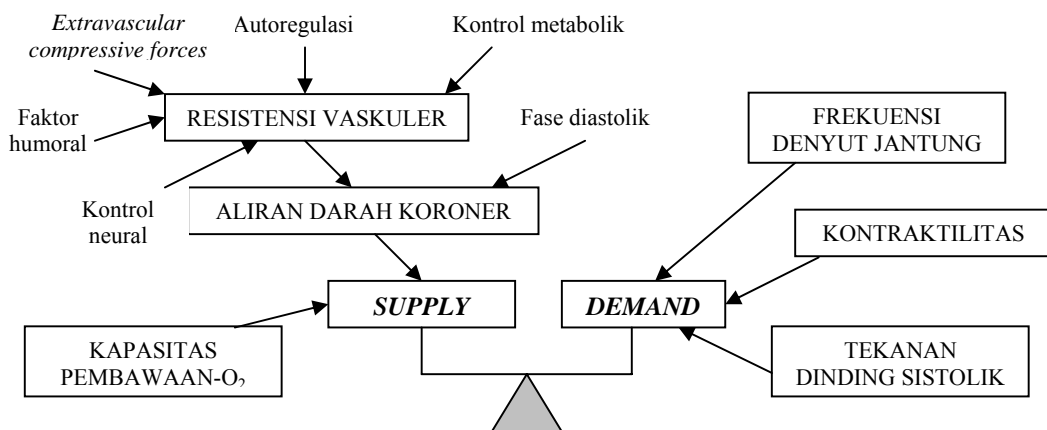 Extravascular
compressive forces
Autoregulasi
Kontrol metabolik
Faktor
humoral
RESISTENSI VASKULER
Fase diastolik
FREKUENSI
DENYUT JANTUNG
Kontrol
neural
ALIRAN DARAH KORONER
KONTRAKTILITAS
SUPPLY
DEMAND
KAPASITAS
PEMBAWAAN-O₂
TEKANAN
DINDING SISTOLIK